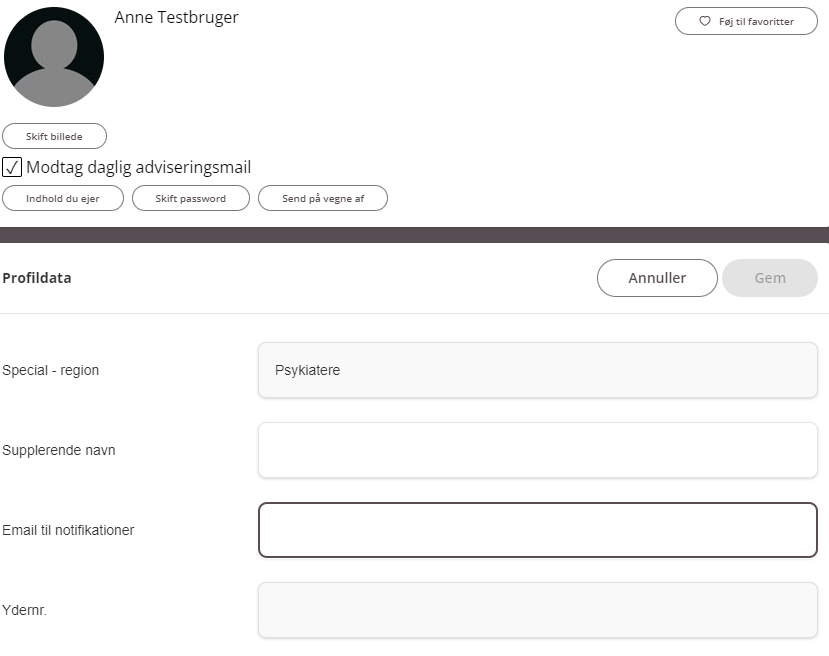 Anne Testbruger
Føj til favoritter
Skift billede
Modtag daglig adviseringsmail
Indhold du ejer
Skift password
Send på vegne af
Profildata
Annuller
Gem
Special - region
Psykiatere
Supplerende navn
Email til notifikationer
Ydernr.